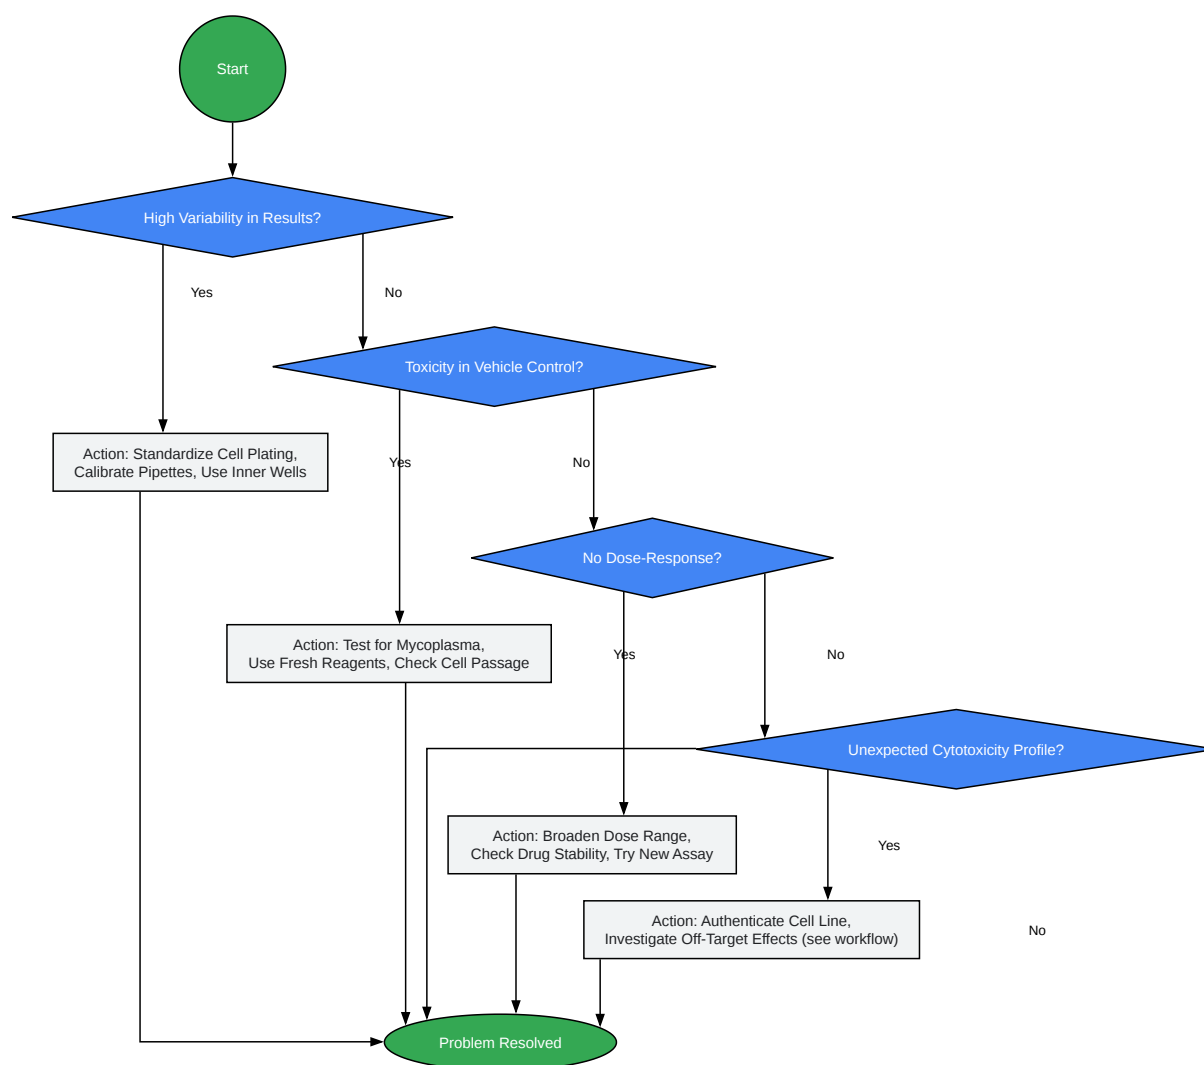 Start
High Variability in Results?
Yes
No
Toxicity in Vehicle Control?
Action: Standardize Cell Plating,
Calibrate Pipettes, Use Inner Wells
Yes
No
No Dose-Response?
Action: Test for Mycoplasma,
Use Fresh Reagents, Check Cell Passage
Yes
No
Unexpected Cytotoxicity Profile?
Action: Broaden Dose Range,
Check Drug Stability, Try New Assay
Yes
Action: Authenticate Cell Line,
Investigate Off-Target Effects (see workflow)
No
Problem Resolved